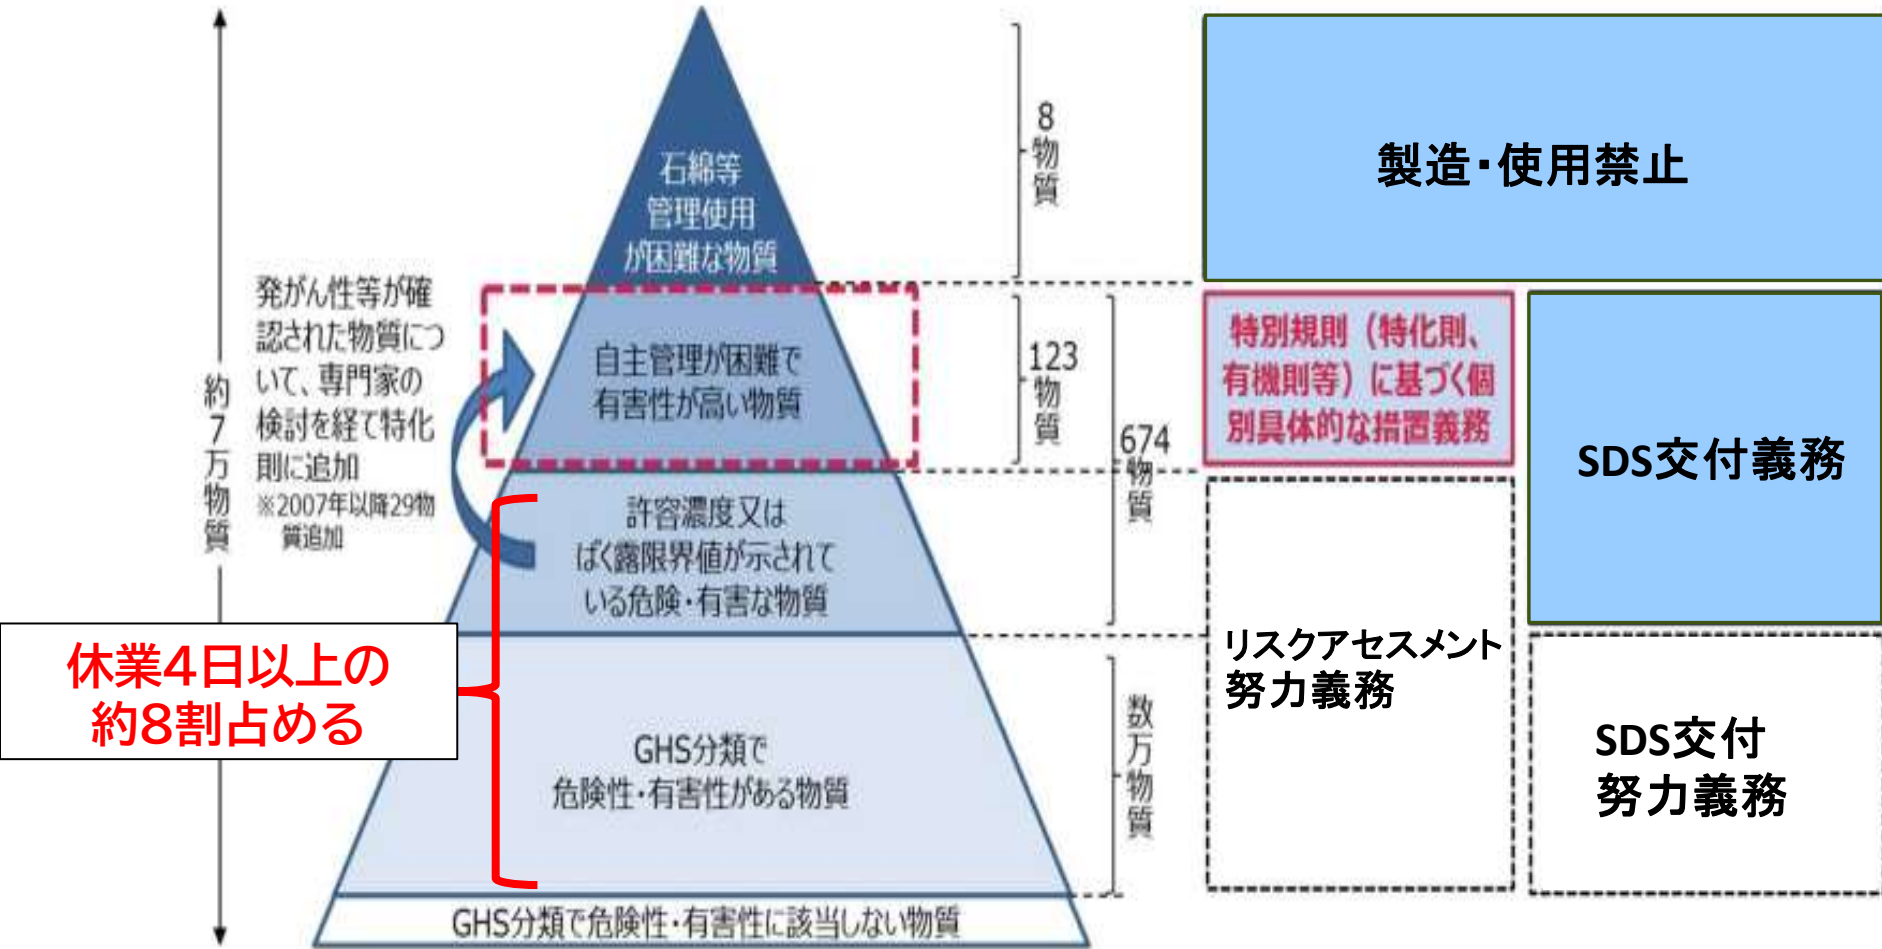 約7万物質
発がん性等が確
認された物質につ
いて、専門家の
検討を経て特化
則に追加
※2007年以降29物
質追加
休業4日以上の
約8割占める
石綿等
管理使用
が困難な物質
自主管理が困難で
有害性が高い物質
許容濃度又は
ばく露限界値が示されて
いる危険・有害な物質
GHS分類で
危険性・有害性がある物質
GHS分類で危険性・有害性に該当しない物質
8物質
123物質
674物質
数万物質
製造・使用禁止
特別規則（特化則、
有機則等）に基づく個
別具体的な措置義務
SDS交付義務
リスクアセスメント
努力義務
SDS交付
努力義務